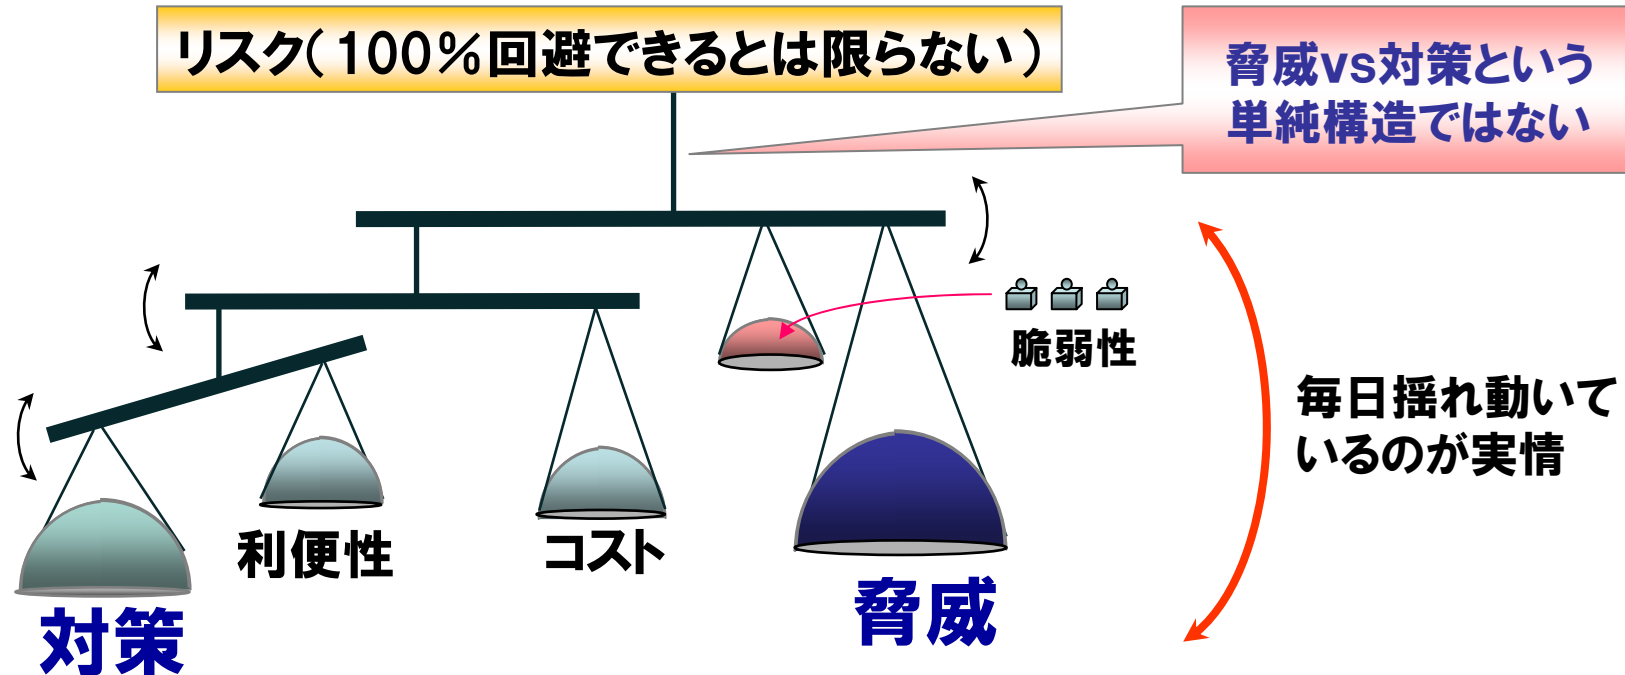 リスク(100%回避できるとは限らない)
脅威vs対策という
単純構造ではない
脆弱性
毎日揺れ動いて
いるのが実情
利便性
コスト
脅威
対策